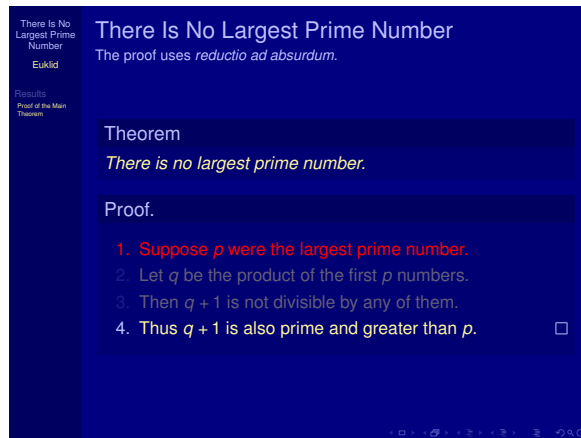 There Is No
Largest Prime
Number
Euklid
Results
Proof of the Main
Theorem
There Is No Largest Prime Number
The proof uses reductio ad absurdum.
Theorem
There is no largest prime number.
Proof.
1. Suppose p were the largest prime number.
2. Let q be the product of the first p numbers.
3. Then q + 1 is not divisible by any of them.
4. Thus q + 1 is also prime and greater than p. □